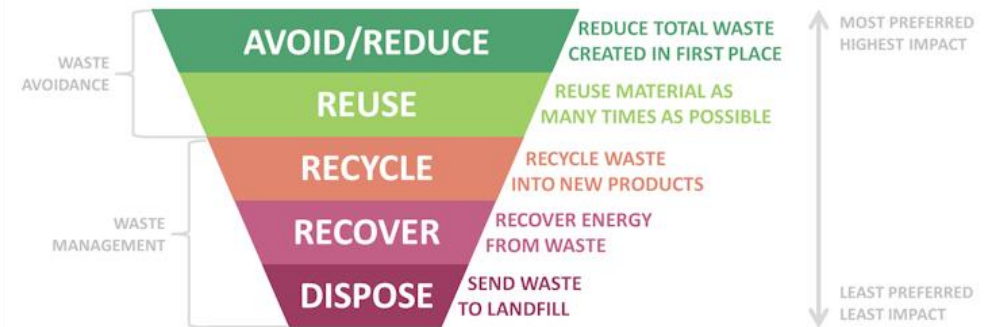 AVOID/REDUCE
REDUCE TOTAL WASTE
CREATED IN FIRST PLACE
MOST PREFERRED
HIGHEST IMPACT
WASTE
AVOIDANCE
REUSE
REUSE MATERIAL AS
MANY TIMES AS POSSIBLE
RECYCLE
RECYCLE WASTE
INTO NEW PRODUCTS
WASTE
MANAGEMENT
RECOVER
RECOVER ENERGY
FROM WASTE
DISPOSE
SEND WASTE
TO LANDFILL
LEAST PREFERRED
LEAST IMPACT